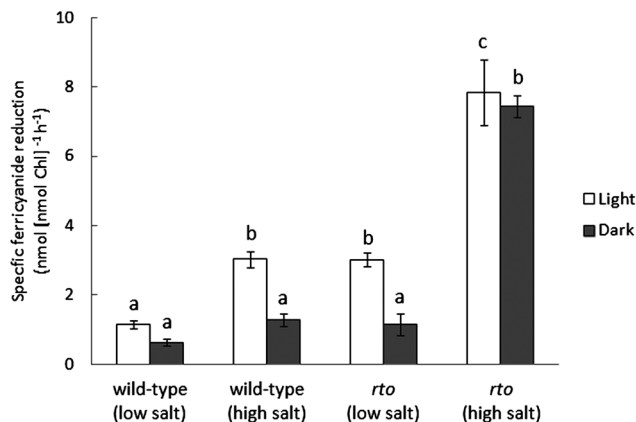 10
8
6
4
2
0
Specfic ferricyanide reduction
(nmol [nmol Chl] ⁻¹ h⁻¹)
a
a
b
a
b
a
c
b
Light
Dark
wild-type
(low salt)
wild-type
(high salt)
rto
(low salt)
rto
(high salt)